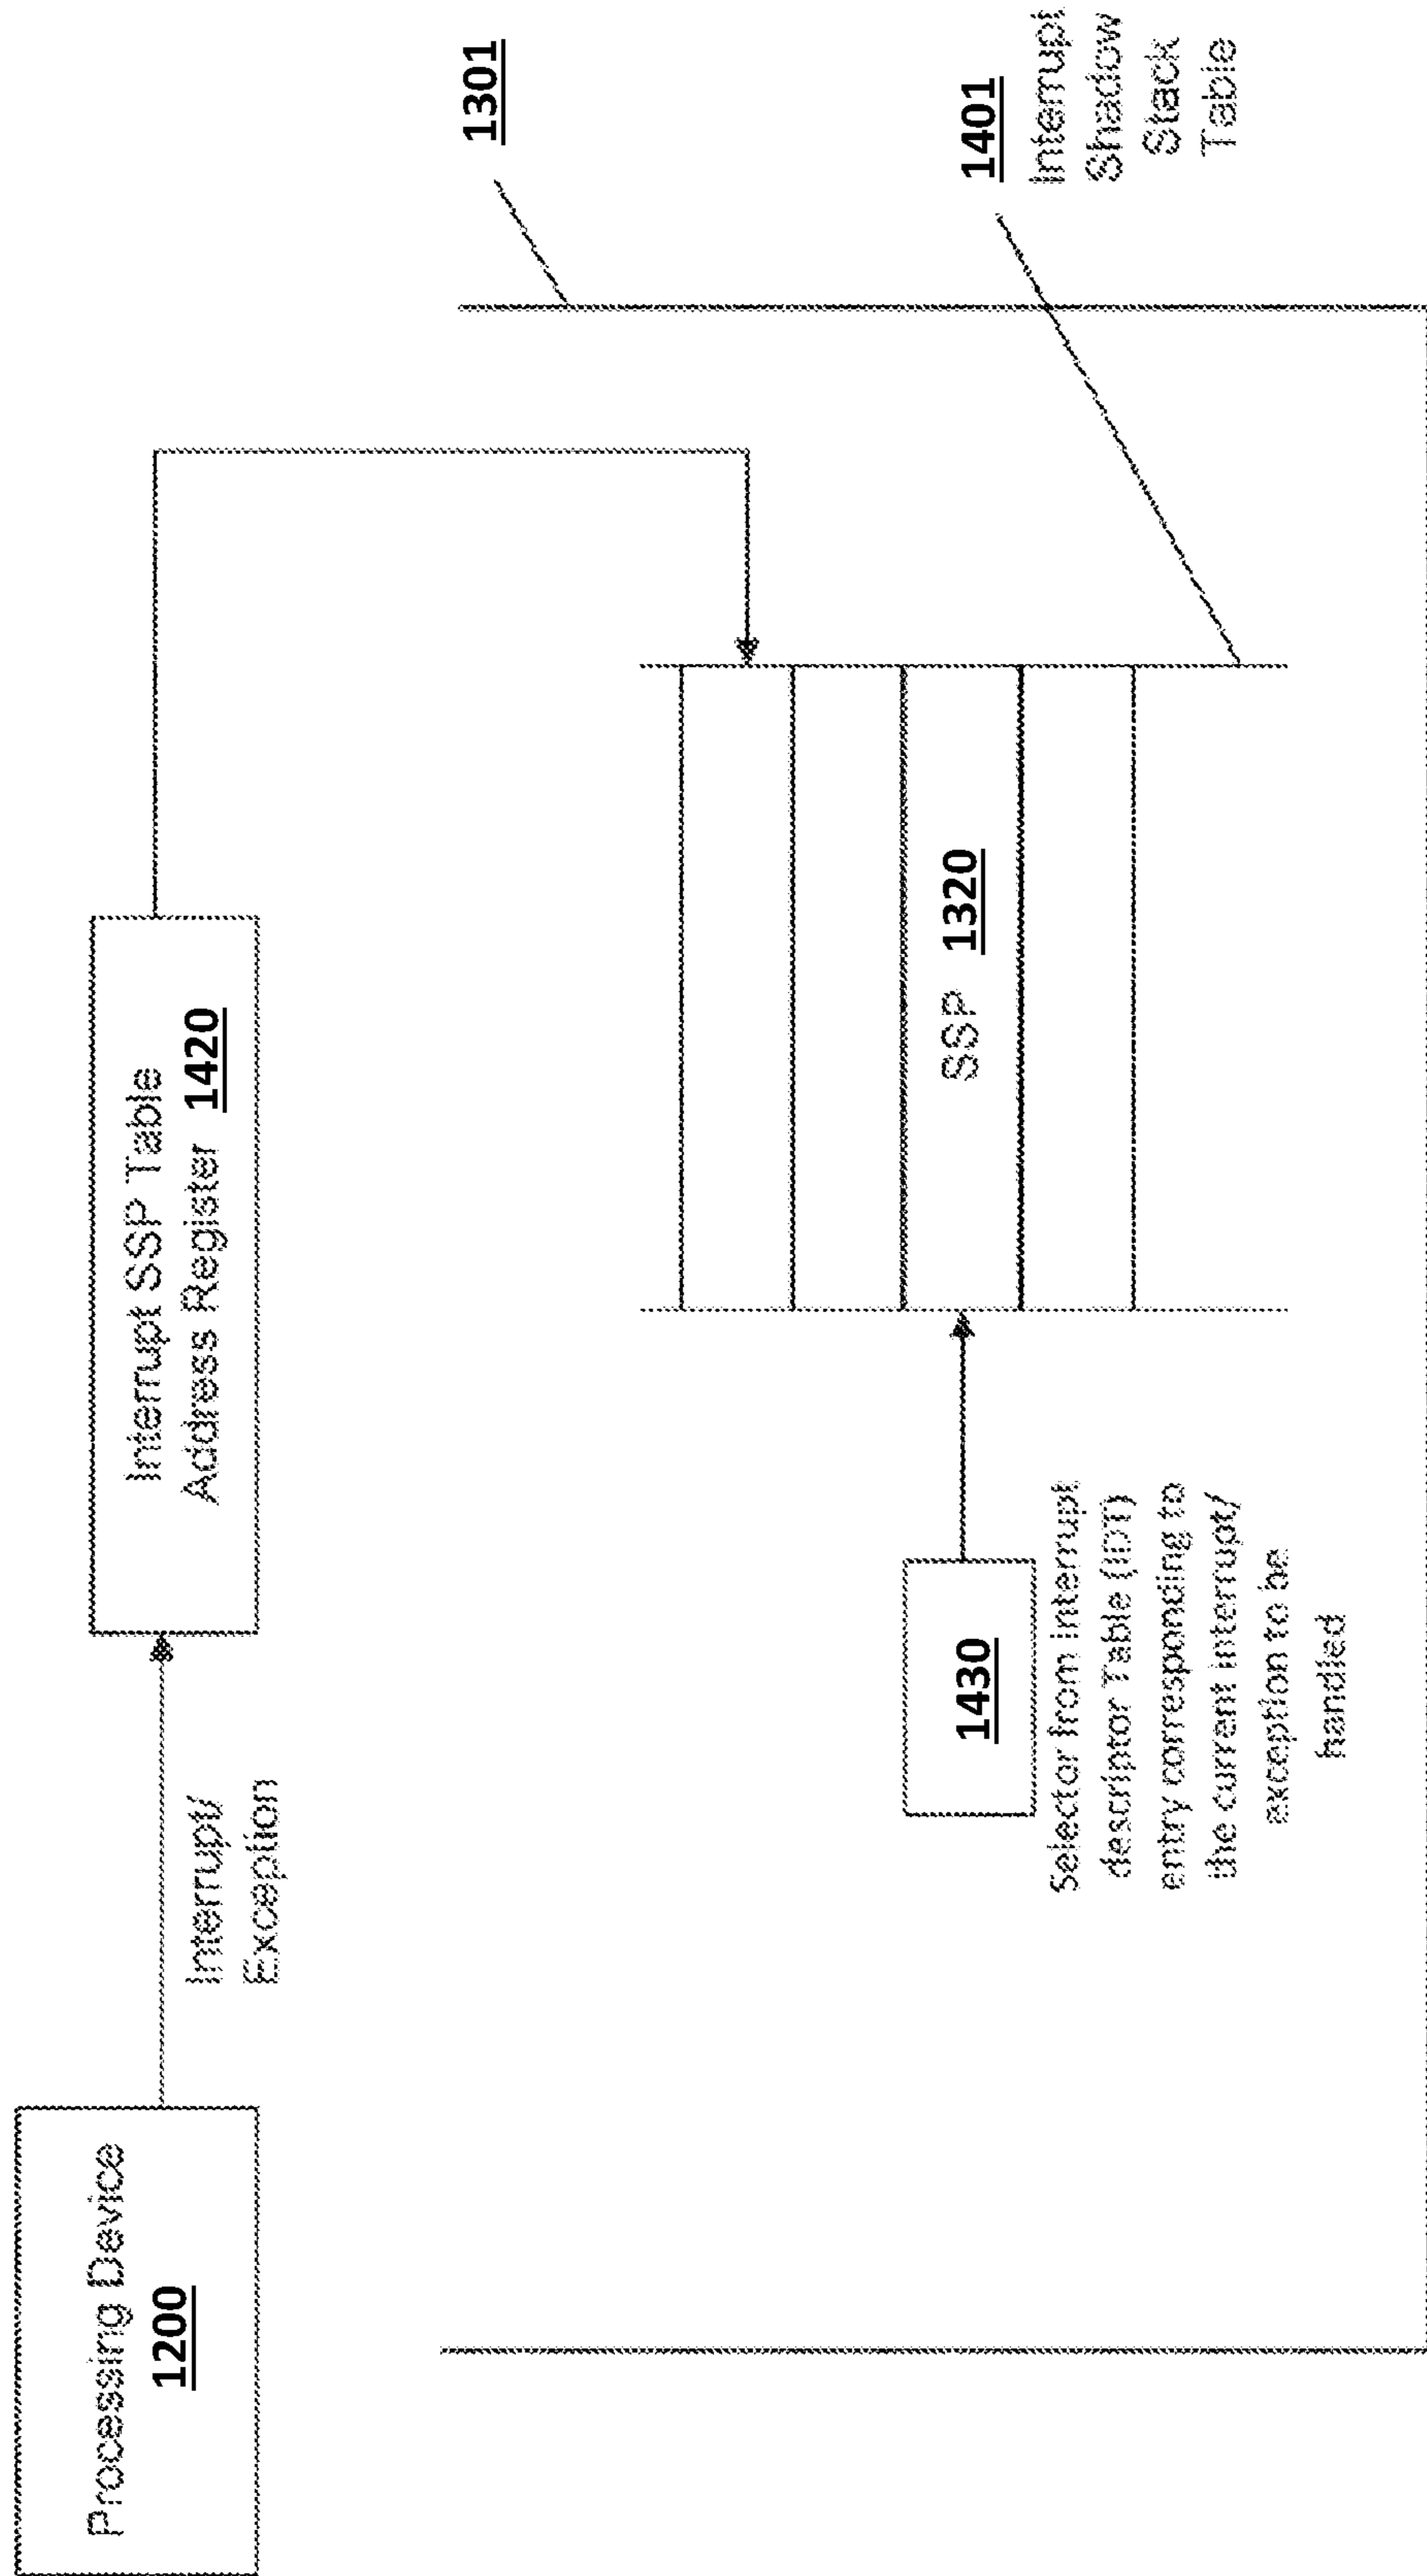 Processing Device
1200
Interrupt/
Exception
Interrupt SSP Table
Address Register 1420
1301
1401
Interrupt
Shadow
Stack
Table
SSP 1320
1430
Selector from interrupt
descriptor Table (IDT)
entry corresponding to
the current interrupt/
exception to be
handled